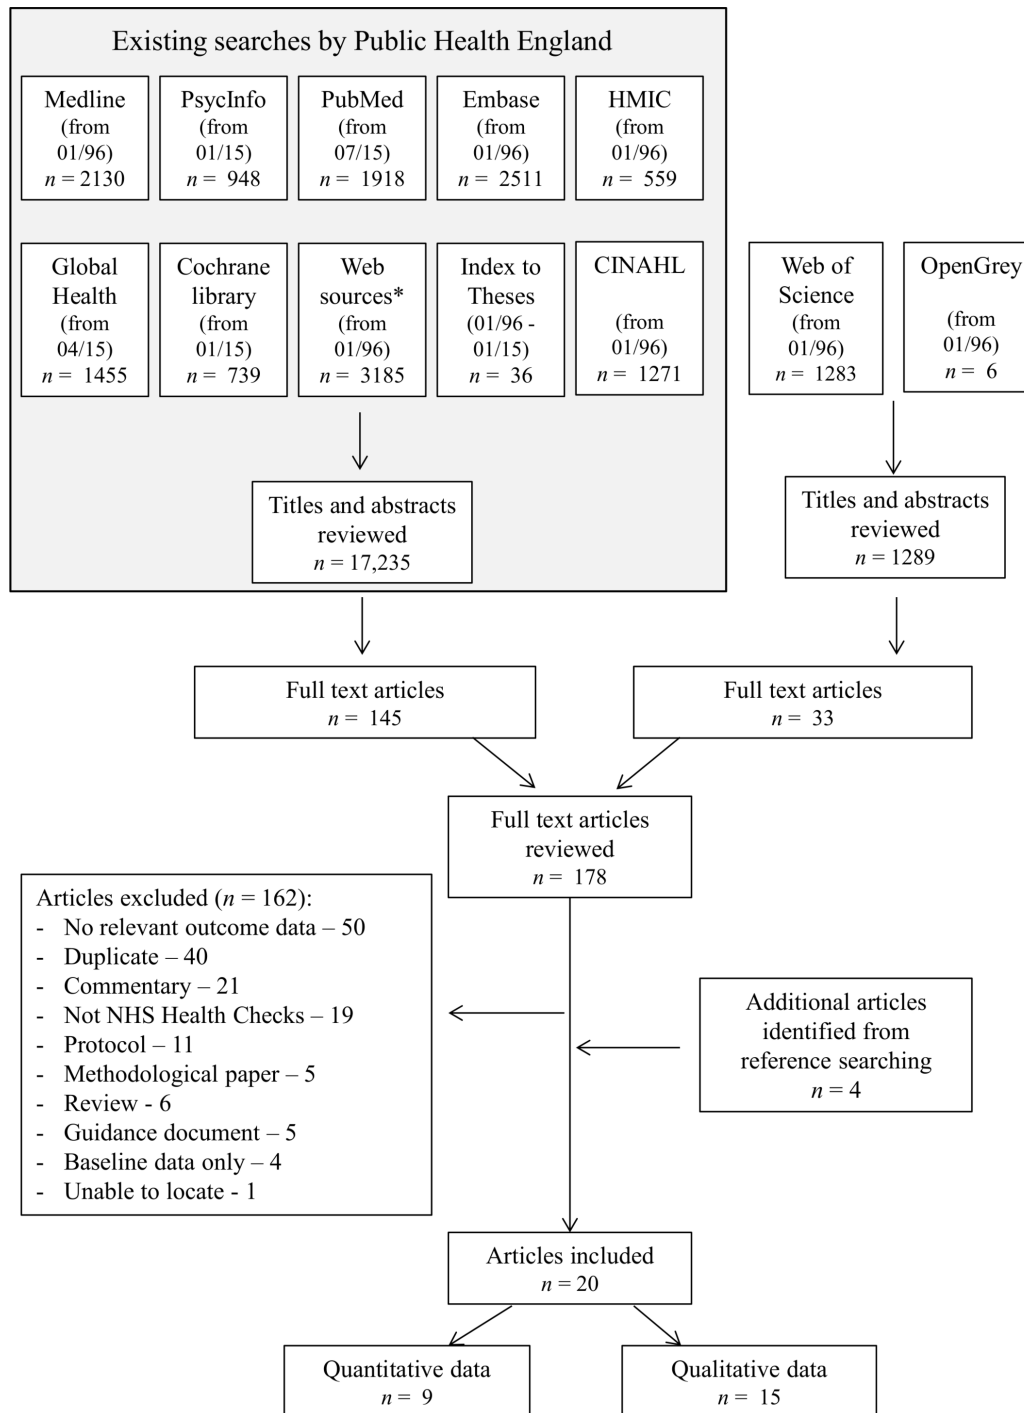 Existing searches by Public Health England
Medline
(from
01/96)
n = 2130
PsycInfo
(from
01/15)
n = 948
PubMed
(from
07/15)
n = 1918
Embase
(from
01/96)
n = 2511
HMIC
(from
01/96)
n = 559
Global
Health
(from
04/15)
n = 1455
Cochrane
library
(from
01/15)
n = 739
Web
sources*
(from
01/96)
n = 3185
Index to
Theses
(01/96 -
01/15)
n = 36
CINAHL
(from
01/96)
n = 1271
Web of
Science
(from
01/96)
n = 1283
OpenGrey
(from
01/96)
n = 6
Titles and abstracts
reviewed
n = 17,235
Titles and abstracts
reviewed
n = 1289
Full text articles
n = 145
Full text articles
n = 33
Full text articles
reviewed
n = 178
Articles excluded (n = 162):
- No relevant outcome data – 50
- Duplicate – 40
- Commentary – 21
- Not NHS Health Checks – 19
- Protocol – 11
- Methodological paper – 5
- Review - 6
- Guidance document – 5
- Baseline data only – 4
- Unable to locate - 1
Additional articles
identified from
reference searching
n = 4
Articles included
n = 20
Quantitative data
n = 9
Qualitative data
n = 15